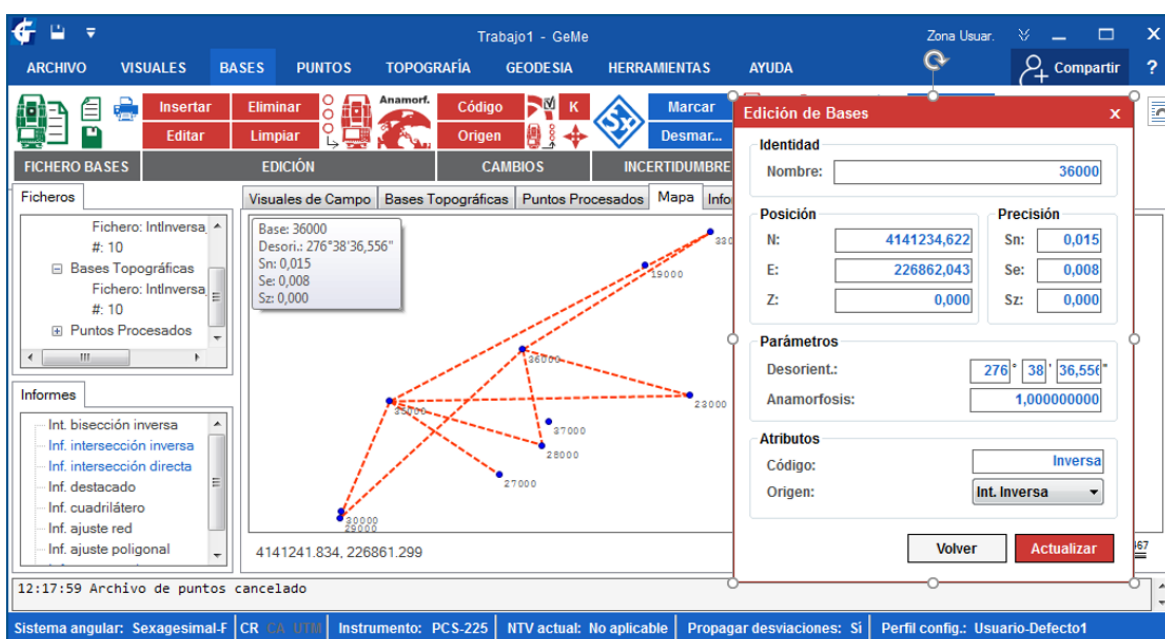 Trabajo1 - GeMe
Zona Usuar.
ARCHIVO VISUALES BASES PUNTOS TOPOGRAFÍA GEODESIA HERRAMIENTAS AYUDA
Compartir ?
Insertar Eliminar Anamorf. Código K Marcar
Editar Limpiar Origen Sx Desmar...
FICHERO BASES EDICIÓN CAMBIOS INCERTIDUMBRE
Ficheros
Fichero: IntInversa_
#: 10
Bases Topográficas
Fichero: IntInversa_
#: 10
Puntos Procesados
Informes
Int. bisección inversa
Inf. intersección inversa
Inf. intersección directa
Inf. destacado
Inf. cuadrilátero
Inf. ajuste red
Inf. ajuste poligonal
Visuales de Campo Bases Topográficas Puntos Procesados Mapa
Base: 36000
Desori.: 276°38'36,556"
Sn: 0,015
Se: 0,008
Sz: 0,000
19000
36000
23000
35000
37000
28000
27000
30000
29000
4141241.834, 226861.299
Edición de Bases x
Identidad
Nombre: 36000
Posición
N: 4141234,622
E: 226862,043
Z: 0,000
Precisión
Sn: 0,015
Se: 0,008
Sz: 0,000
Parámetros
Desorient.: 276° 38' 36,556"
Anamorfosis: 1,000000000
Atributos
Código: Inversa
Origen: Int. Inversa
Volver Actualizar
12:17:59 Archivo de puntos cancelado
Sistema angular: Sexagesimal-F CR CA UTM Instrumento: PCS-225 NTV actual: No aplicable Propagar desviaciones: Sì Perfil config.: Usuario-Defecto1